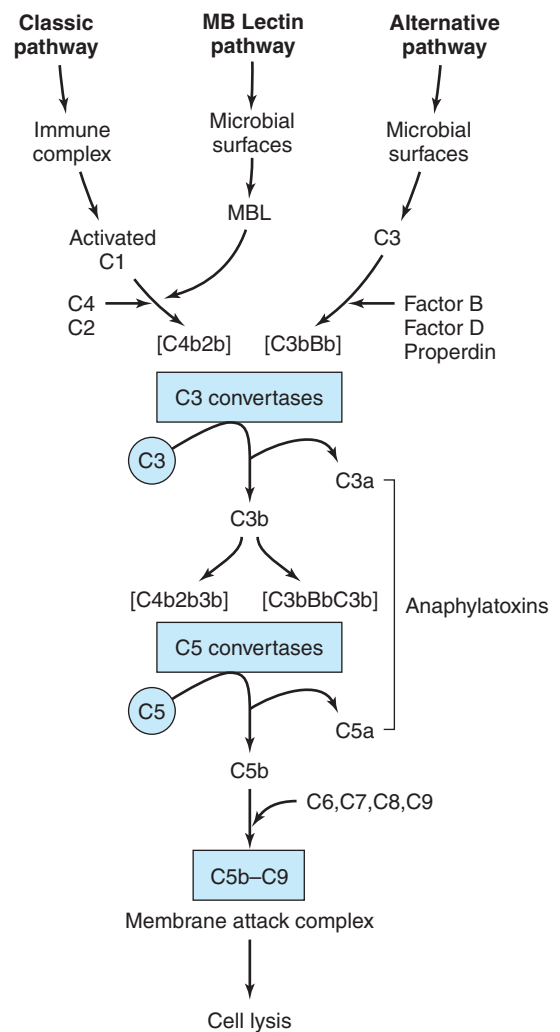 Classic
pathway
MB Lectin
pathway
Alternative
pathway
Immune
complex
Microbial
surfaces
Microbial
surfaces
MBL
Activated
C1
C3
C4
C2
Factor B
Factor D
Properdin
[C4b2b]
[C3bBb]
C3 convertases
C3
C3a
C3b
[C4b2b3b]
[C3bBbC3b]
Anaphylatoxins
C5 convertases
C5
C5a
C5b
C6,C7,C8,C9
C5b–C9
Membrane attack complex
Cell lysis